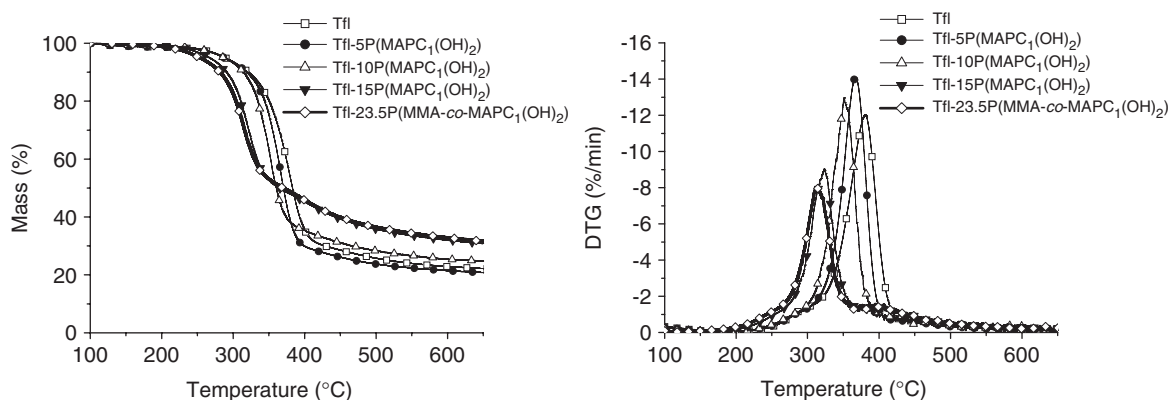 Tfl
Tfl-5P(MAPC₁(OH)₂)
Tfl-10P(MAPC₁(OH)₂)
Tfl-15P(MAPC₁(OH)₂)
Tfl-23.5P(MMA-co-MAPC₁(OH)₂)
100
80
60
40
20
0
Mass (%)
100 200 300 400 500 600
Temperature (°C)
Tfl
Tfl-5P(MAPC₁(OH)₂)
Tfl-10P(MAPC₁(OH)₂)
Tfl-15P(MAPC₁(OH)₂)
Tfl-23.5P(MMA-co-MAPC₁(OH)₂)
-16
-14
-12
-10
-8
-6
-4
-2
0
DTG (%/min)
100 200 300 400 500 600
Temperature (°C)